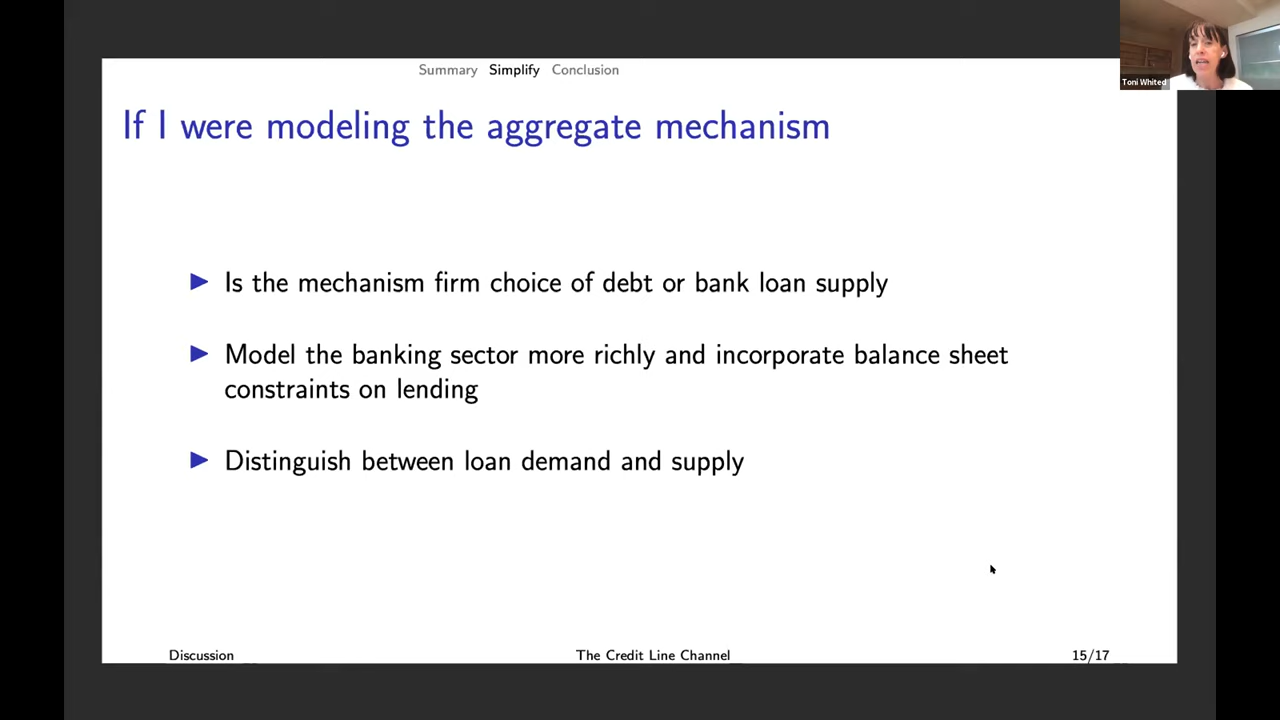 Summary Simplify Conclusion
Toni Whited
If I were modeling the aggregate mechanism
Is the mechanism firm choice of debt or bank loan supply
Model the banking sector more richly and incorporate balance sheet
constraints on lending
Distinguish between loan demand and supply
Discussion The Credit Line Channel 15/17